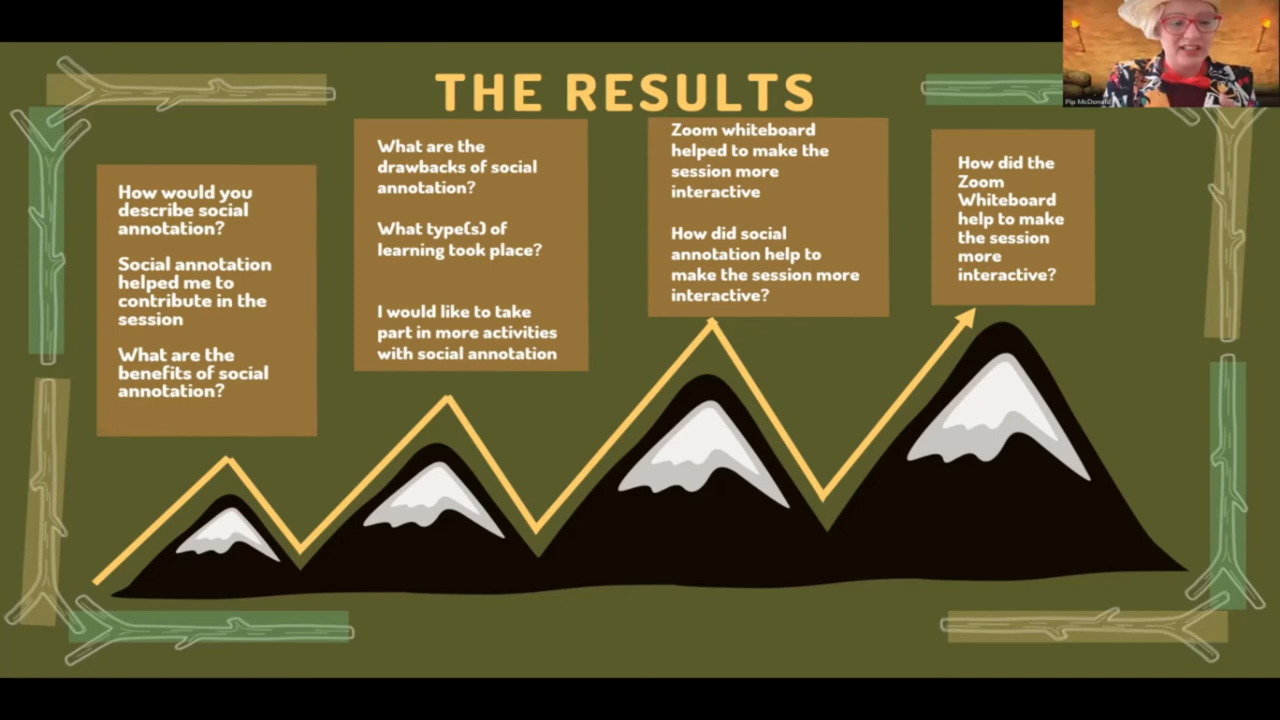 THE RESULTS
How would you
describe social
annotation?
Social annotation
helped me to
contribute in the
session
What are the
benefits of social
annotation?
What are the
drawbacks of social
annotation?
What type(s) of
learning took place?
I would like to take
part in more activities
with social annotation
Zoom whiteboard
helped to make the
session more
interactive
How did social
annotation help to
make the session more
interactive?
How did the
Zoom
Whiteboard
help to make
the session
more
interactive?
Pip McDonald